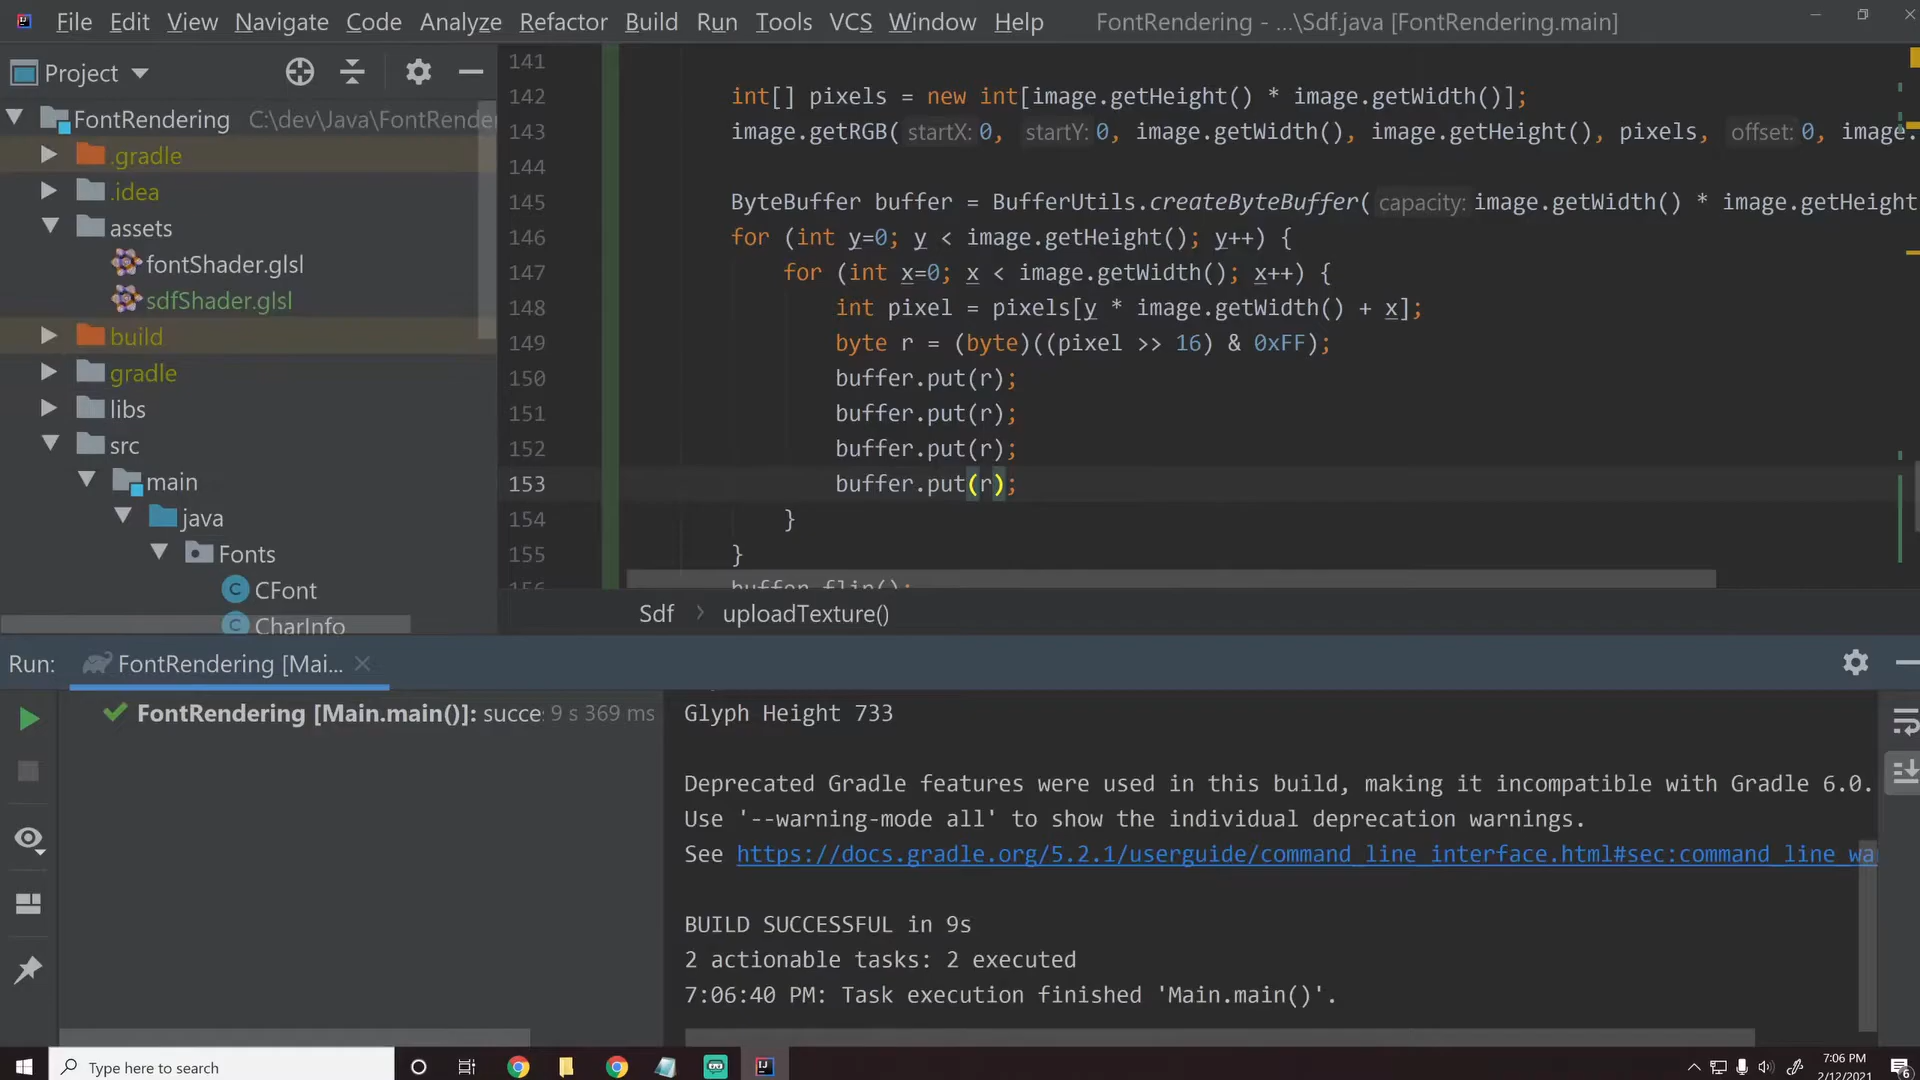 File Edit View Navigate Code Analyze Refactor Build Run Tools VCS Window Help FontRendering - ...\Sdf.java [FontRendering.main]
Project
FontRendering C:\dev\Java\FontRende
.gradle
.idea
assets
fontShader.glsl
sdfShader.glsl
build
gradle
libs
src
main
java
Fonts
CFont
CharInfo
141
142 int[] pixels = new int[image.getHeight() * image.getWidth()];
143 image.getRGB( startX: 0, startY: 0, image.getWidth(), image.getHeight(), pixels, offset: 0, image.
144
145 ByteBuffer buffer = BufferUtils.createByteBuffer( capacity: image.getWidth() * image.getHeight
146 for (int y=0; y < image.getHeight(); y++) {
147 for (int x=0; x < image.getWidth(); x++) {
148 int pixel = pixels[y * image.getWidth() + x];
149 byte r = (byte)((pixel >> 16) & 0xFF);
150 buffer.put(r);
151 buffer.put(r);
152 buffer.put(r);
153 buffer.put(r);
154 }
155 }
156 buffer.flip();
Sdf > uploadTexture()
Run: FontRendering [Mai...
FontRendering [Main.main()]: succe: 9 s 369 ms
Glyph Height 733
Deprecated Gradle features were used in this build, making it incompatible with Gradle 6.0.
Use '--warning-mode all' to show the individual deprecation warnings.
See https://docs.gradle.org/5.2.1/userguide/command_line_interface.html#sec:command_line_wa
BUILD SUCCESSFUL in 9s
2 actionable tasks: 2 executed
7:06:40 PM: Task execution finished 'Main.main()'.
Type here to search
7:06 PM
2/12/2021
6